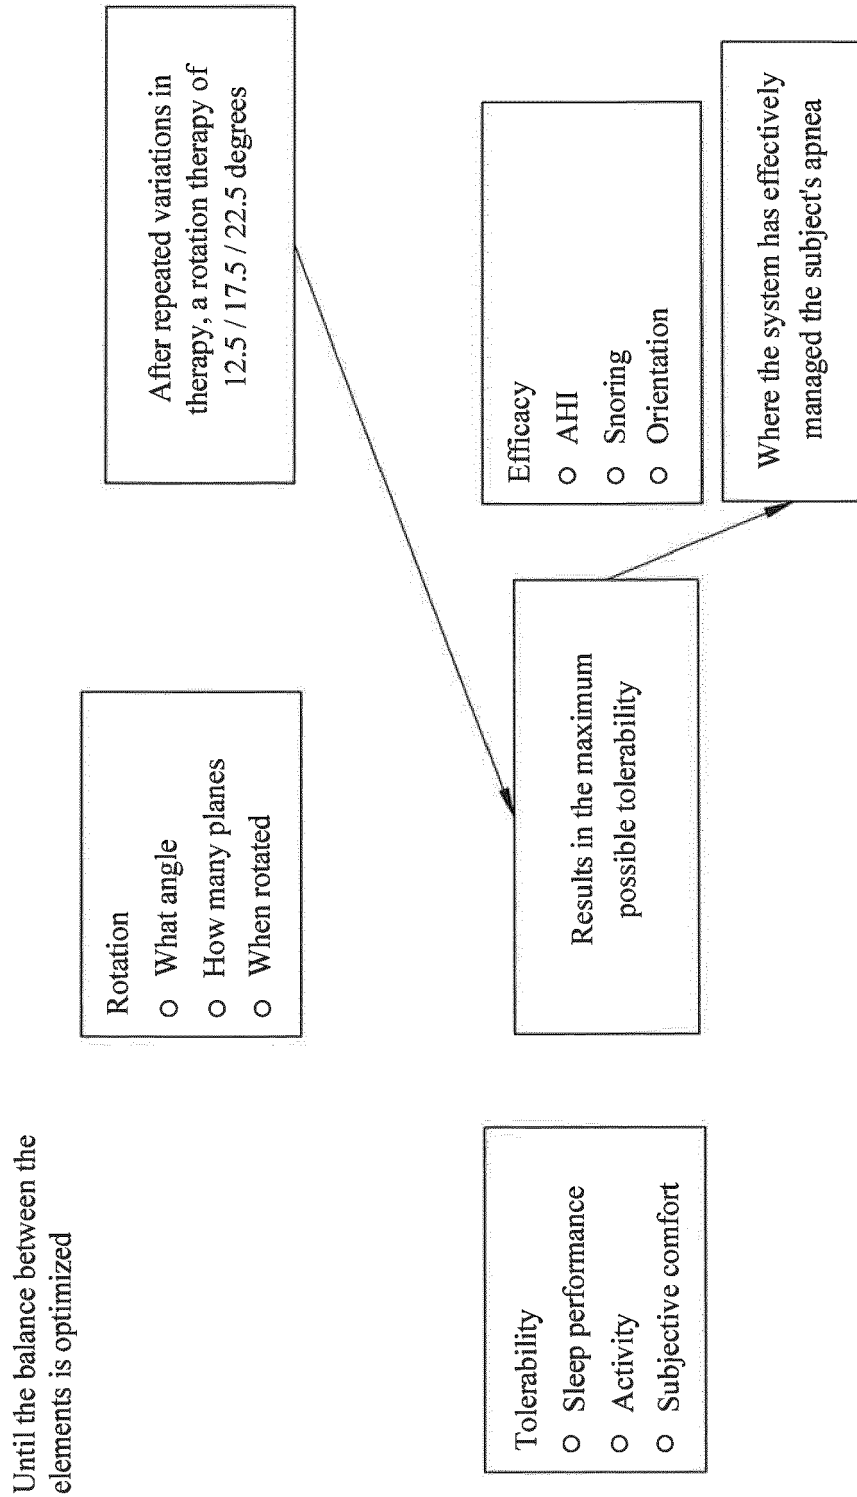 Until the balance between the
elements is optimized
Rotation
○ What angle
○ How many planes
○ When rotated
After repeated variations in
therapy, a rotation therapy of
12.5 / 17.5 / 22.5 degrees
Tolerability
○ Sleep performance
○ Activity
○ Subjective comfort
Results in the maximum
possible tolerability
Efficacy
○ AHI
○ Snoring
○ Orientation
Where the system has effectively
managed the subject's apnea